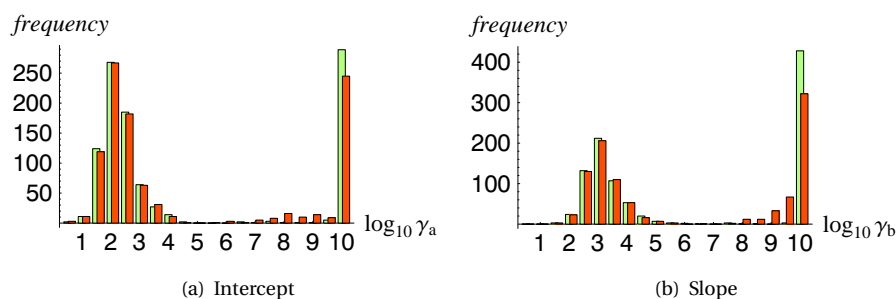 frequency
250
200
150
100
50
1 2 3 4 5 6 7 8 9 10
log10 γa
(a) Intercept
frequency
400
300
200
100
1 2 3 4 5 6 7 8 9 10
log10 γb
(b) Slope